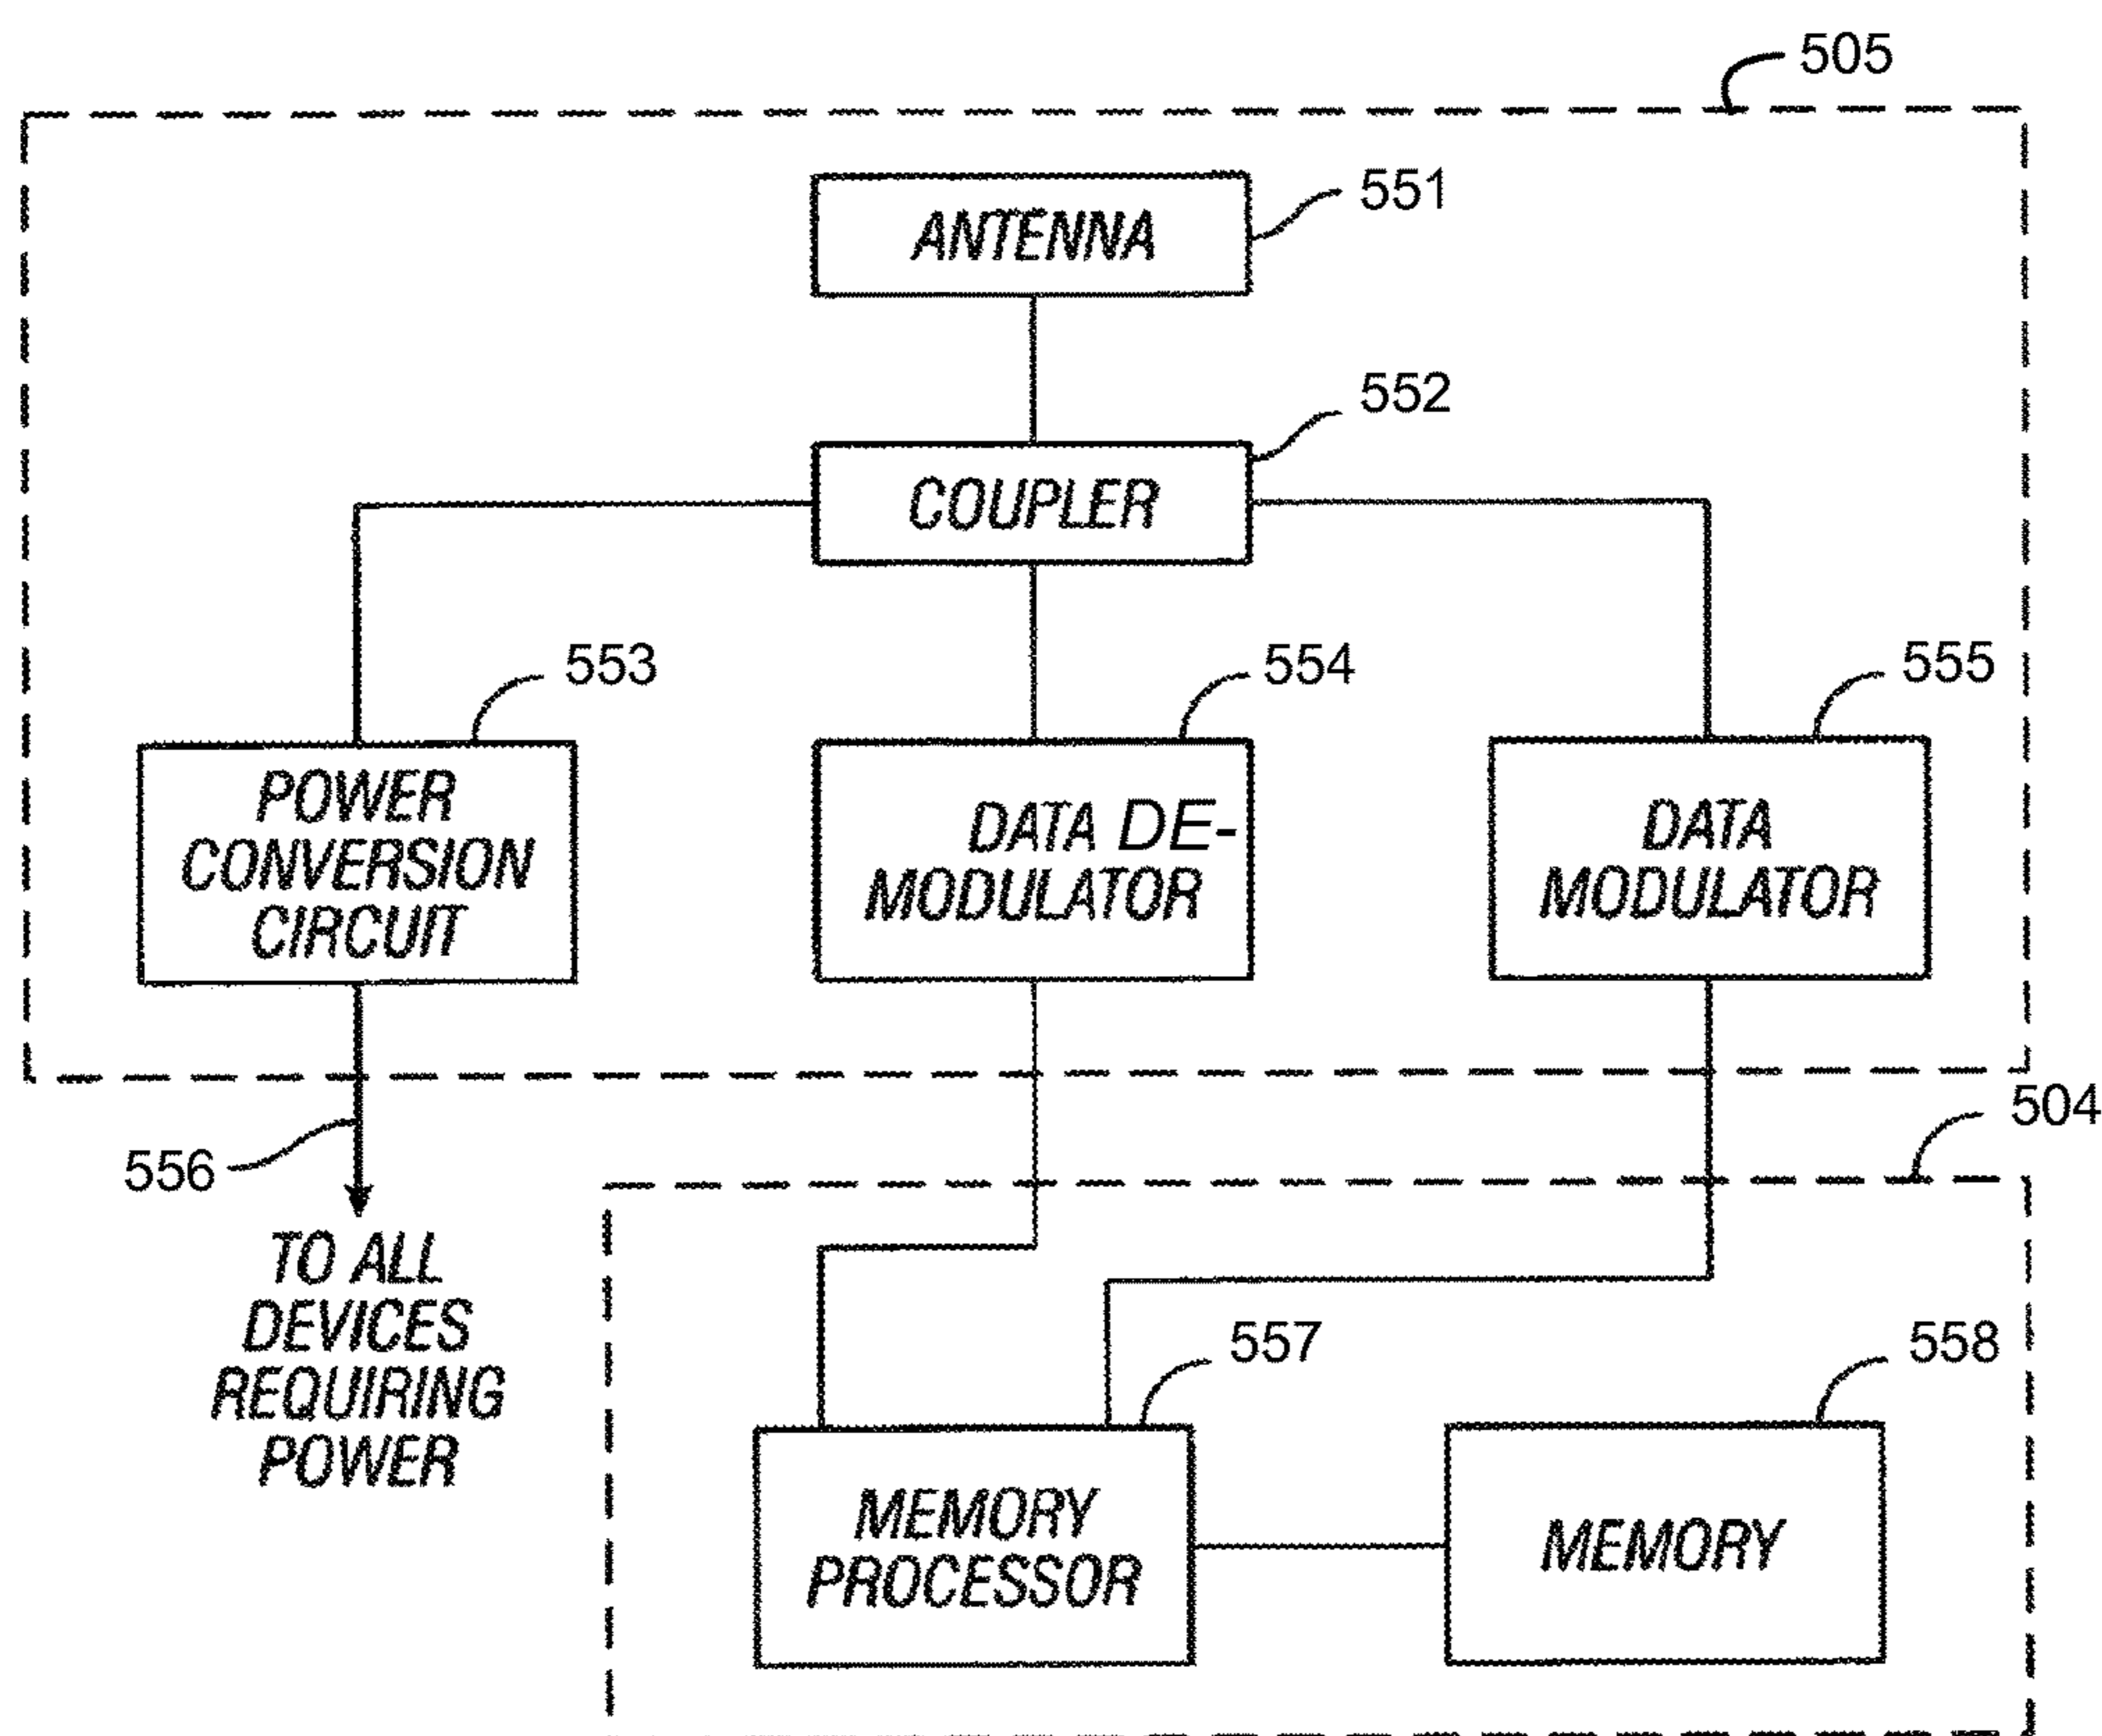 505
551
ANTENNA
552
COUPLER
553
554
555
POWER
CONVERSION
CIRCUIT
DATA DE-
MODULATOR
DATA
MODULATOR
504
556
TO ALL
DEVICES
REQUIRING
POWER
557
558
MEMORY
PROCESSOR
MEMORY